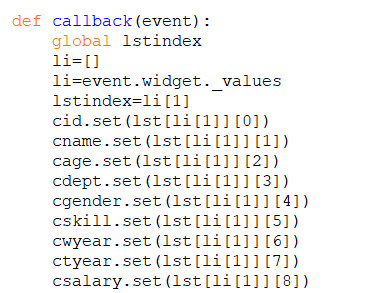 def callback(event):
    global lstindex
    li=[]
    li=event.widget._values
    lstindex=li[1]
    cid.set(lst[li[1]][0])
    cname.set(lst[li[1]][1])
    cage.set(lst[li[1]][2])
    cdept.set(lst[li[1]][3])
    cgender.set(lst[li[1]][4])
    cskill.set(lst[li[1]][5])
    cwyear.set(lst[li[1]][6])
    ctyear.set(lst[li[1]][7])
    csalary.set(lst[li[1]][8])